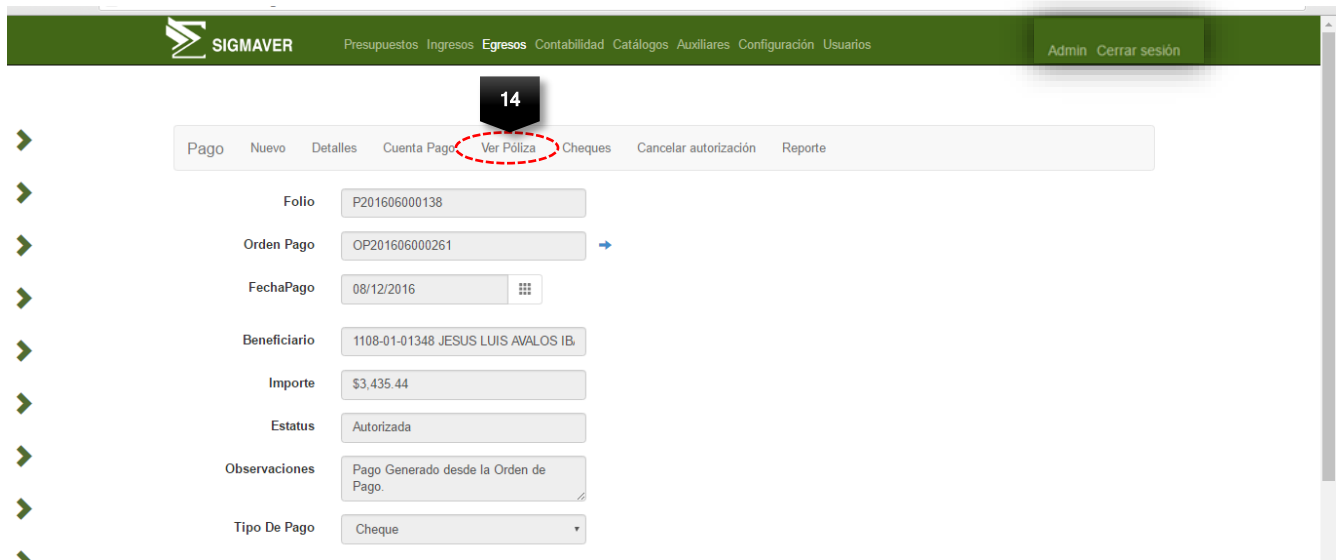 SIGMAVER Presupuestos Ingresos Egresos Contabilidad Catálogos Auxiliares Configuración Usuarios Admin Cerrar sesión
14
Pago Nuevo Detalles Cuenta Pago Ver Póliza Cheques Cancelar autorización Reporte
Folio P201606000138
Orden Pago OP201606000261
FechaPago 08/12/2016
Beneficiario 1108-01-01348 JESUS LUIS AVALOS
Importe $3,435.44
Estatus Autorizada
Observaciones Pago Generado desde la Orden de
Pago.
Tipo De Pago Cheque